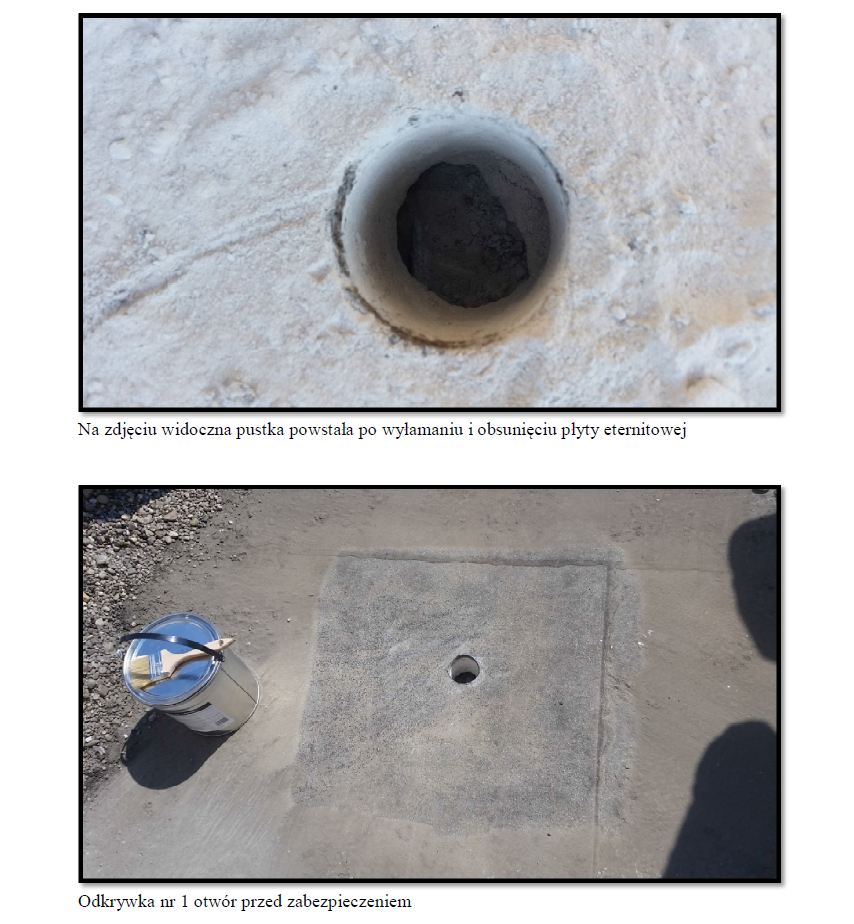 Na zdjęciu widoczna pustka powstała po wyłamaniu i obsunięciu płyty eternitowej
Odkrywka nr 1 otwór przed zabezpieczeniem